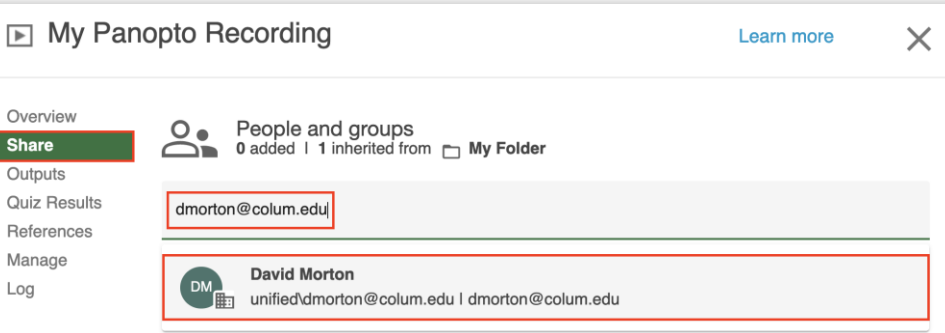 My Panopto Recording
Learn more
Overview
Share
Outputs
Quiz Results
References
Manage
Log
People and groups
0 added | 1 inherited from My Folder
dmorton@colum.edu
DM
David Morton
unified\dmorton@colum.edu | dmorton@colum.edu